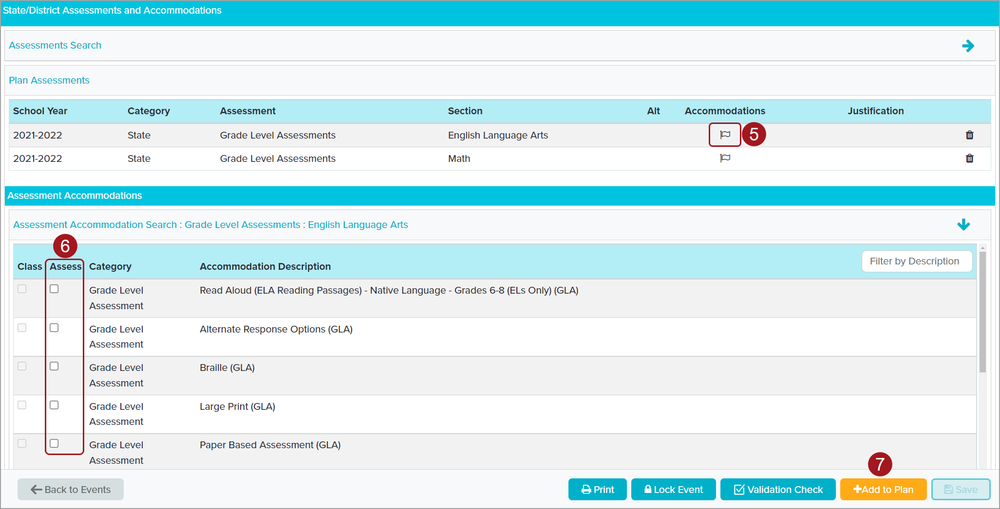 State/District Assessments and Accommodations
Assessments Search
Plan Assessments
School Year Category Assessment Section Alt Accommodations Justification
2021-2022 State Grade Level Assessments English Language Arts 5
2021-2022 State Grade Level Assessments Math
Assessment Accommodations
Assessment Accommodation Search : Grade Level Assessments : English Language Arts
6
Class Assess Category Accommodation Description Filter by Description
Grade Level Read Aloud (ELA Reading Passages) - Native Language - Grades 6-8 (ELs Only) (GLA)
Assessment
Grade Level Alternate Response Options (GLA)
Assessment
Grade Level Braille (GLA)
Assessment
Grade Level Large Print (GLA)
Assessment
Grade Level Paper Based Assessment (GLA)
Assessment
7
Back to Events Print Lock Event Validation Check Add to Plan Save